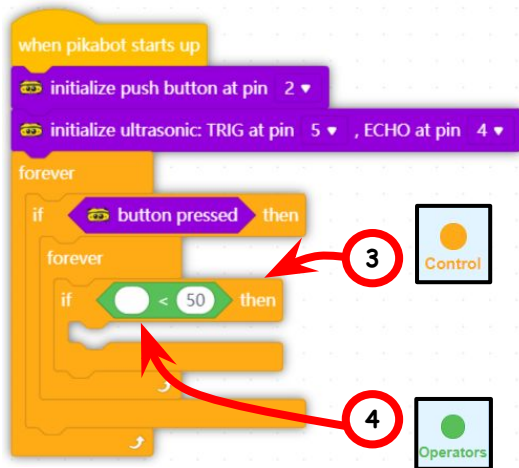 when pikabot starts up
initialize push button at pin 2
initialize ultrasonic: TRIG at pin 5 , ECHO at pin 4
forever
if button pressed then
forever
3
Control
if < 50 then
4
Operators